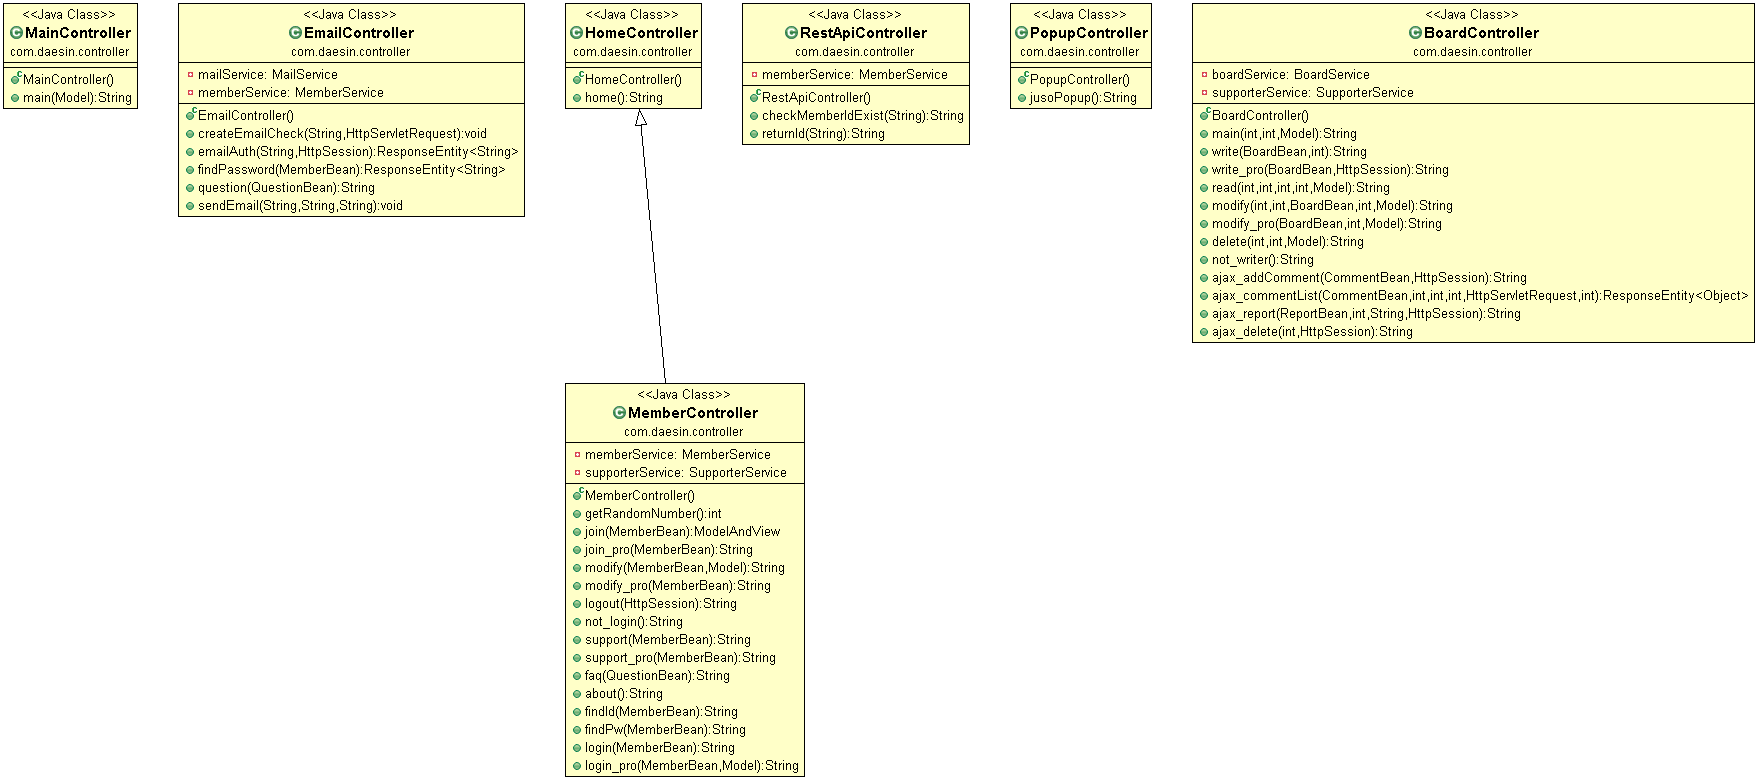 <<Java Class>>
MainController
com.daesin.controller
MainController()
main(Model):String
<<Java Class>>
EmailController
com.daesin.controller
mailService: MailService
memberService: MemberService
EmailController()
createEmailCheck(String,HttpServletRequest):void
emailAuth(String,HttpSession):ResponseEntity<String>
findPassword(MemberBean):ResponseEntity<String>
question(QuestionBean):String
sendEmail(String,String,String):void
<<Java Class>>
HomeController
com.daesin.controller
HomeController()
home():String
<<Java Class>>
RestApiController
com.daesin.controller
memberService: MemberService
RestApiController()
checkMemberIdExist(String):String
returnId(String):String
<<Java Class>>
PopupController
com.daesin.controller
PopupController()
jusoPopup():String
<<Java Class>>
BoardController
com.daesin.controller
boardService: BoardService
supporterService: SupporterService
BoardController()
main(int,int,Model):String
write(BoardBean,int):String
write_pro(BoardBean,HttpSession):String
read(int,int,int,int,Model):String
modify(int,int,BoardBean,int,Model):String
modify_pro(BoardBean,int,Model):String
delete(int,int,Model):String
not_writer():String
ajax_addComment(CommentBean,HttpSession):String
ajax_commentList(CommentBean,int,int,int,HttpServletRequest,int):ResponseEntity<Object>
ajax_report(ReportBean,int,String,HttpSession):String
ajax_delete(int,HttpSession):String
<<Java Class>>
MemberController
com.daesin.controller
memberService: MemberService
supporterService: SupporterService
MemberController()
getRandomNumber():int
join(MemberBean):ModelAndView
join_pro(MemberBean):String
modify(MemberBean,Model):String
modify_pro(MemberBean):String
logout(HttpSession):String
not_login():String
support(MemberBean):String
support_pro(MemberBean):String
faq(QuestionBean):String
about():String
findId(MemberBean):String
findPw(MemberBean):String
login(MemberBean):String
login_pro(MemberBean,Model):String